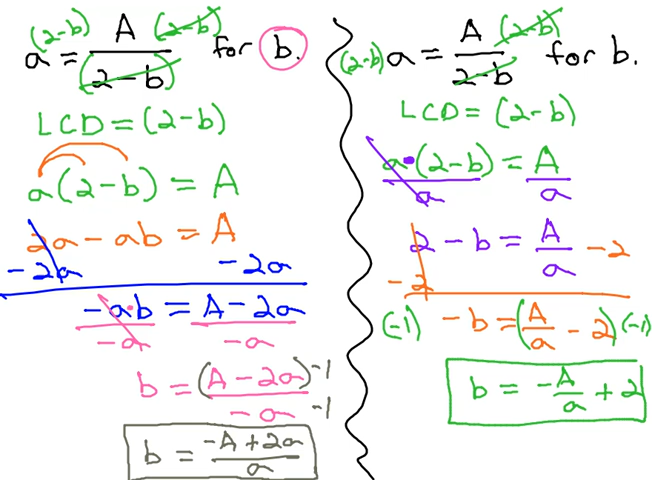 (2-b) a = A (2-b) / (2-b) for b.
LCD = (2-b)
a(2-b) = A
2a - ab = A
-2a -2a
-a·b = A - 2a
-a -a
b = (A - 2a) -1 / -a -1
b = -A + 2a / a
(2-b) a = A (2-b) / 2-b for b.
LCD = (2-b)
a·(2-b) = A
a a
2 - b = A/a - 2
-2
(-1) -b = (A/a - 2)(-1)
b = -A/a + 2